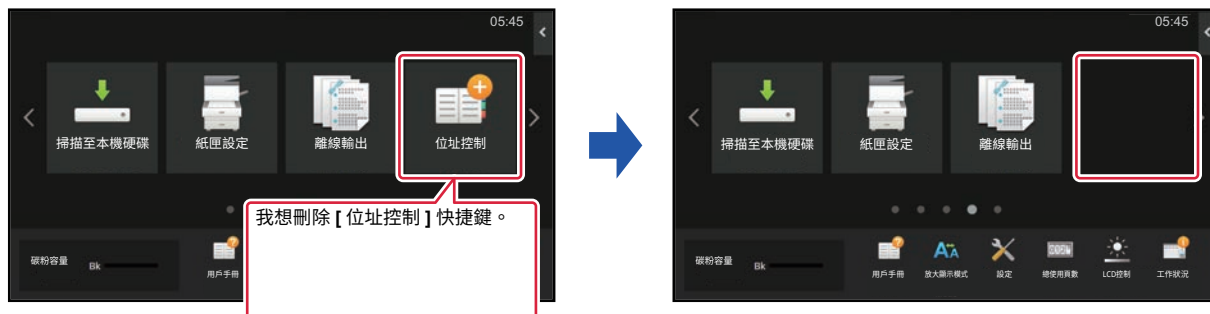 05:45
掃描至本機硬碟
紙匣設定
離線輸出
位址控制
我想刪除 [ 位址控制 ] 快捷鍵。
碳粉容量
Bk
用戶手冊
05:45
掃描至本機硬碟
紙匣設定
離線輸出
碳粉容量
Bk
用戶手冊
放大顯示模式
設定
總使用頁數
LCD控制
工作狀況